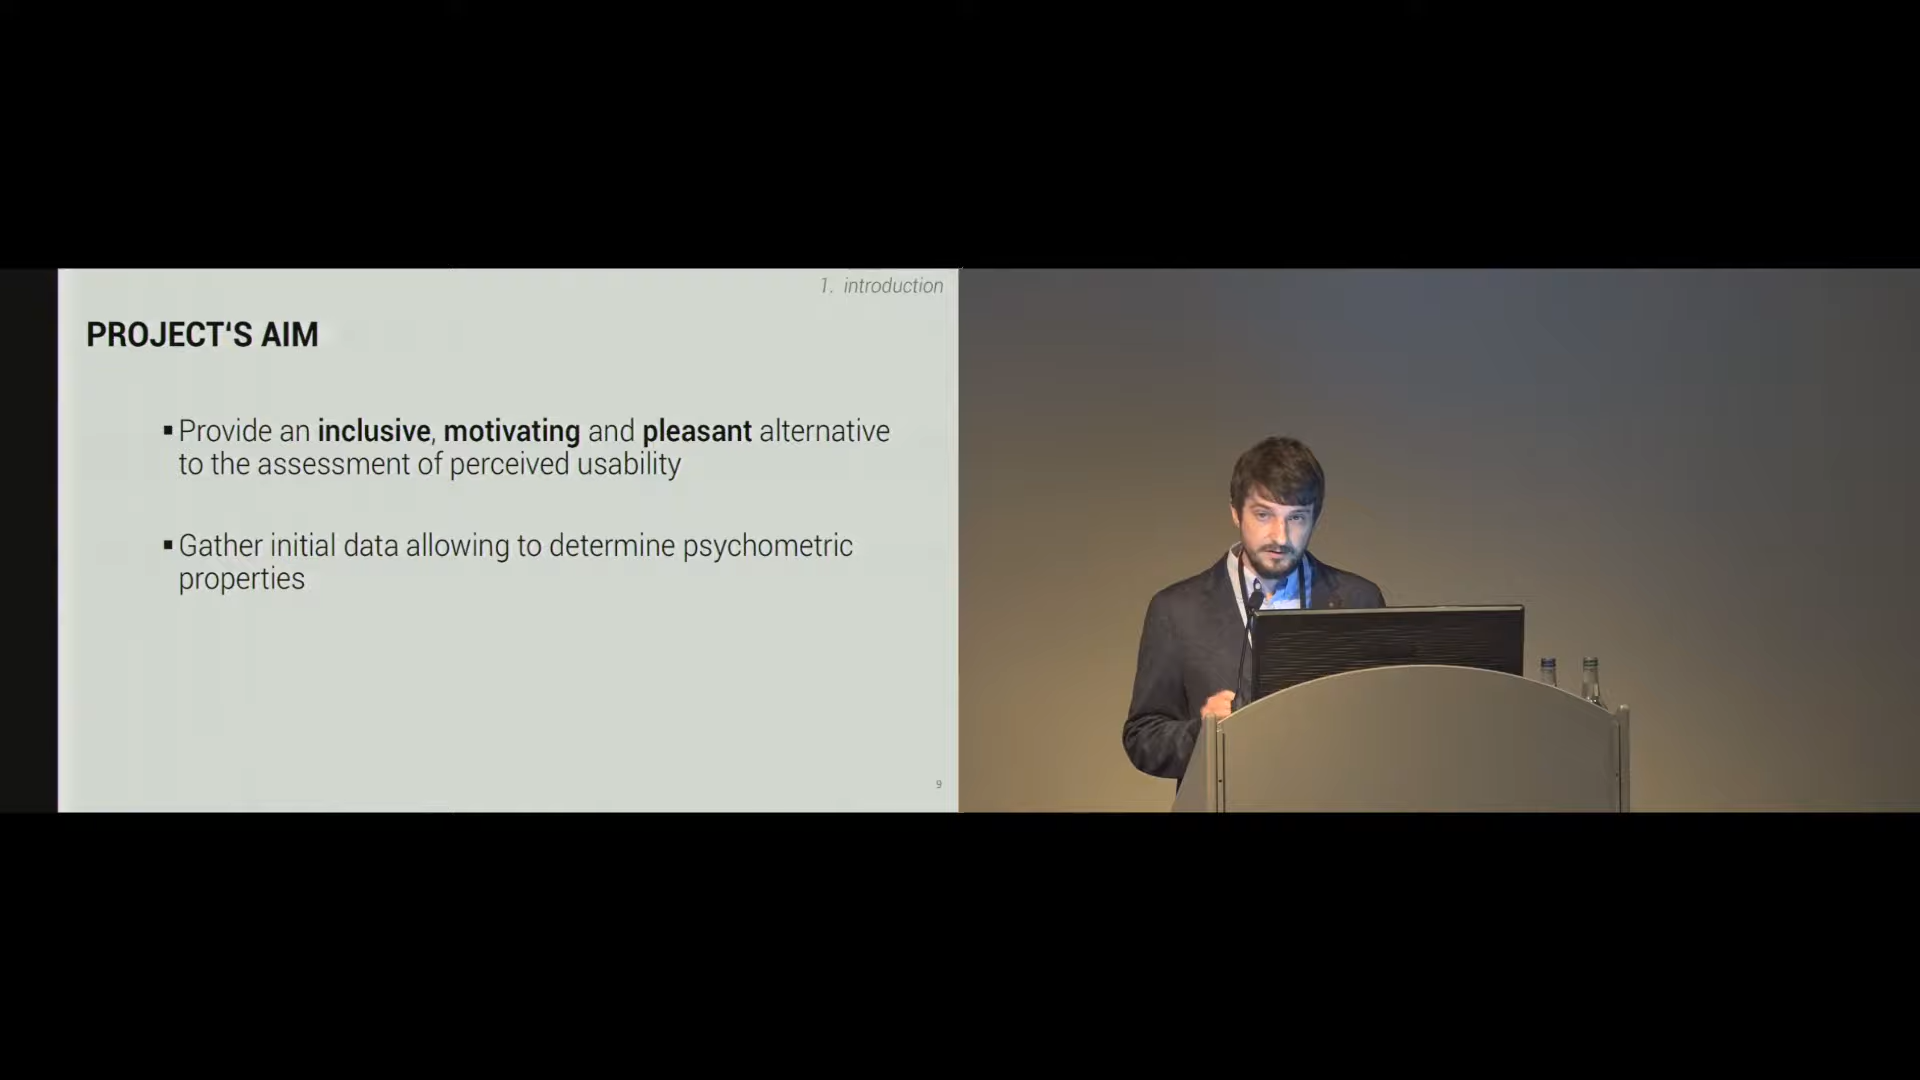 1. introduction
PROJECT‘S AIM
▪ Provide an inclusive, motivating and pleasant alternative
to the assessment of perceived usability
▪ Gather initial data allowing to determine psychometric
properties
9